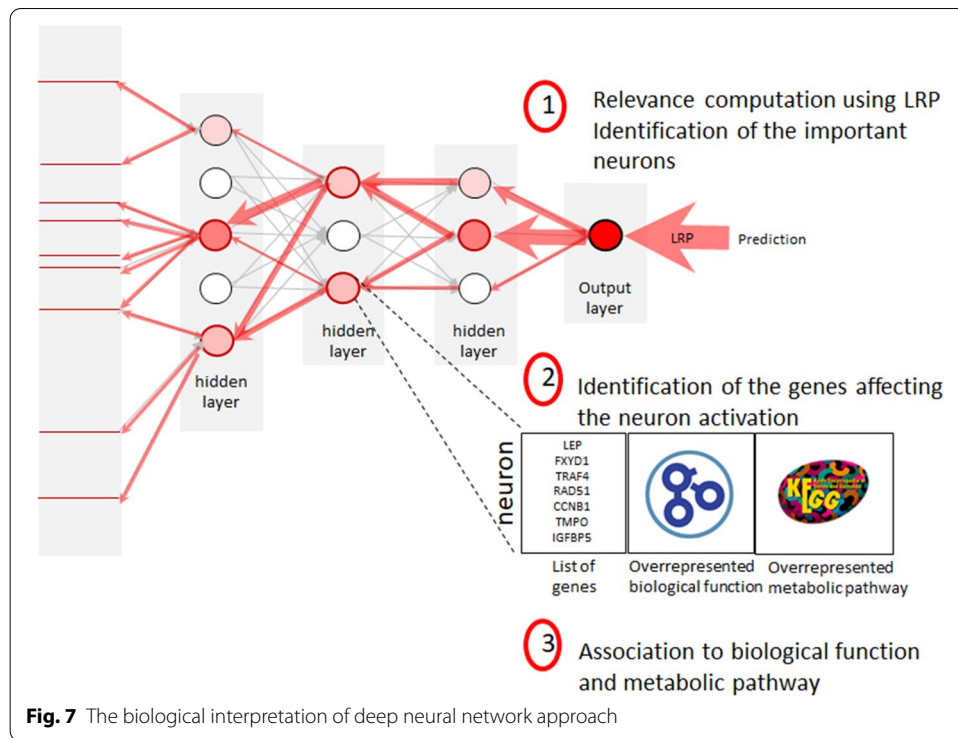 1
Relevance computation using LRP
Identification of the important
neurons
LRP
Prediction
Output
layer
hidden
layer
hidden
layer
hidden
layer
2
Identification of the genes affecting
the neuron activation
neuron
LEP
FXYD1
TRAF4
RAD51
CCNB1
TMPO
IGFBP5
KEGG
List of
genes
Overrepresented
biological function
Overrepresented
metabolic pathway
3
Association to biological function
and metabolic pathway
Fig. 7 The biological interpretation of deep neural network approach